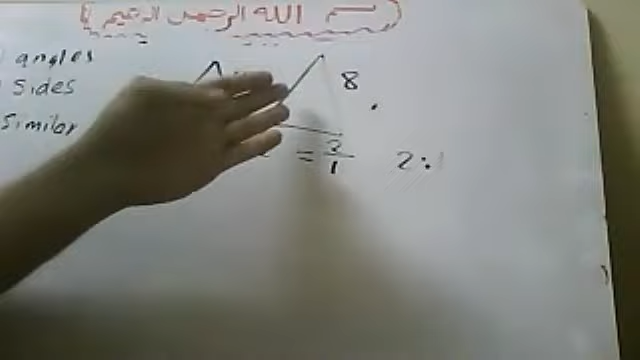 بسم الله الرحمن الرحيم
angles
sides 8
similar
= 2/1 2:1